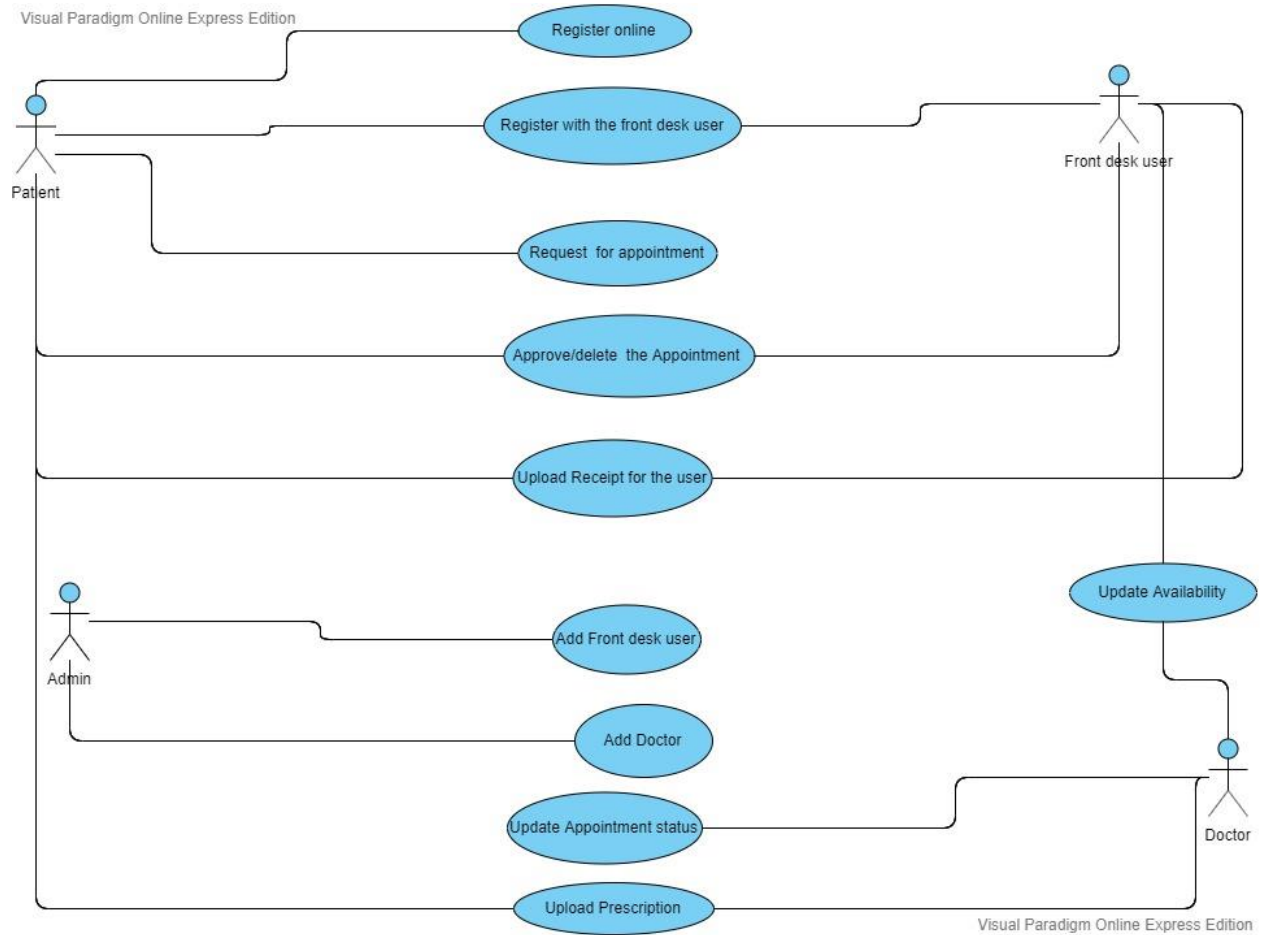 Visual Paradigm Online Express Edition
Register online
Register with the front desk user
Front desk user
Patient
Request  for appointment
Approve/delete  the Appointment
Upload Receipt for the user
Update Availability
Add Front desk user
Admin
Add Doctor
Update Appointment status
Doctor
Upload Prescription
Visual Paradigm Online Express Edition